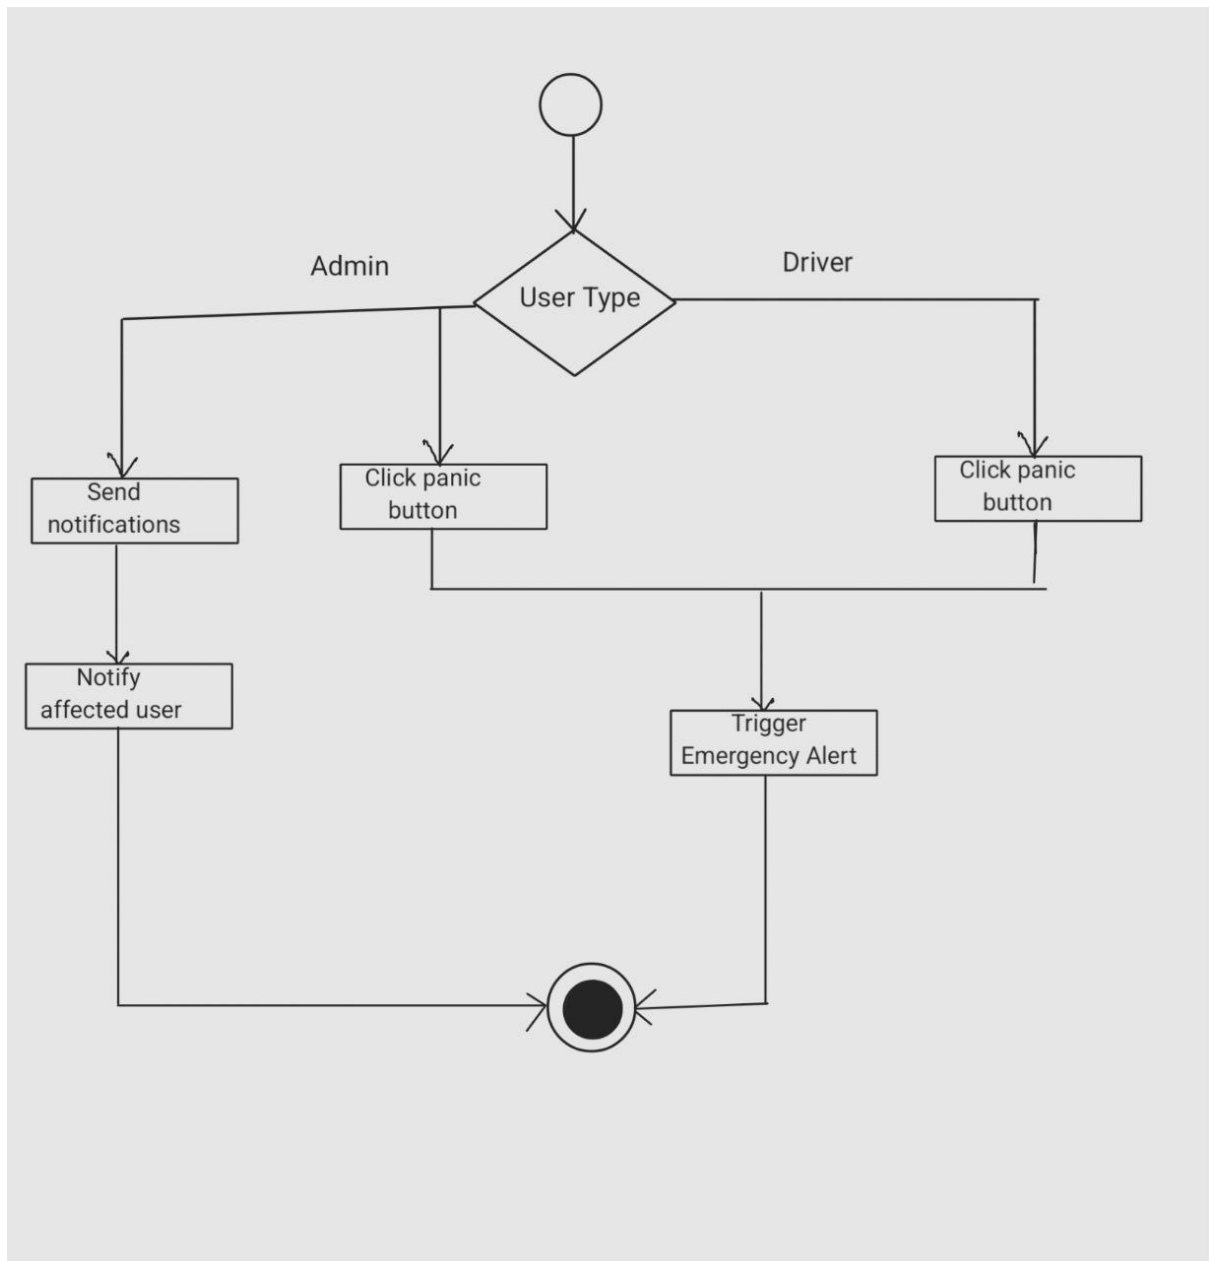 Admin
Driver
User Type
Send
notifications
Click panic
button
Click panic
button
Notify
affected user
Trigger
Emergency Alert